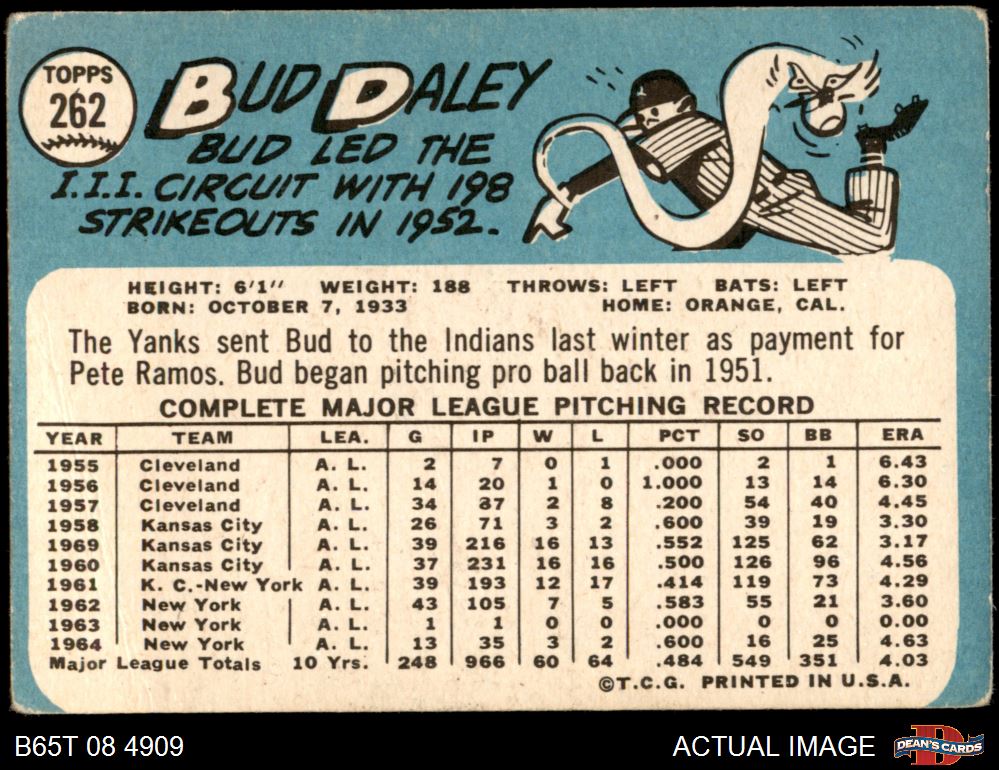 TOPPS
262
BUD DALEY
BUD LED THE
I.I.I. CIRCUIT WITH 198
STRIKEOUTS IN 1952.
HEIGHT: 6'1" WEIGHT: 188 THROWS: LEFT BATS: LEFT
BORN: OCTOBER 7, 1933 HOME: ORANGE, CAL.
The Yanks sent Bud to the Indians last winter as payment for
Pete Ramos. Bud began pitching pro ball back in 1951.
COMPLETE MAJOR LEAGUE PITCHING RECORD
YEAR TEAM LEA. G IP W L PCT SO BB ERA
1955 Cleveland A. L. 2 7 0 1 .000 2 1 6.43
1956 Cleveland A. L. 14 20 1 0 1.000 13 14 6.30
1957 Cleveland A. L. 34 87 2 8 .200 54 40 4.45
1958 Kansas City A. L. 26 71 3 2 .600 39 19 3.30
1969 Kansas City A. L. 39 216 16 13 .552 125 62 3.17
1960 Kansas City A. L. 37 231 16 16 .500 126 96 4.56
1961 K. C.-New York A. L. 39 193 12 17 .414 119 73 4.29
1962 New York A. L. 43 105 7 5 .583 55 21 3.60
1963 New York A. L. 1 1 0 0 .000 0 0 0.00
1964 New York A. L. 13 35 3 2 .600 16 25 4.63
Major League Totals 10 Yrs. 248 966 60 64 .484 549 351 4.03
©T.C.G. PRINTED IN U.S.A.
B65T 08 4909 ACTUAL IMAGE DEAN'S CARDS